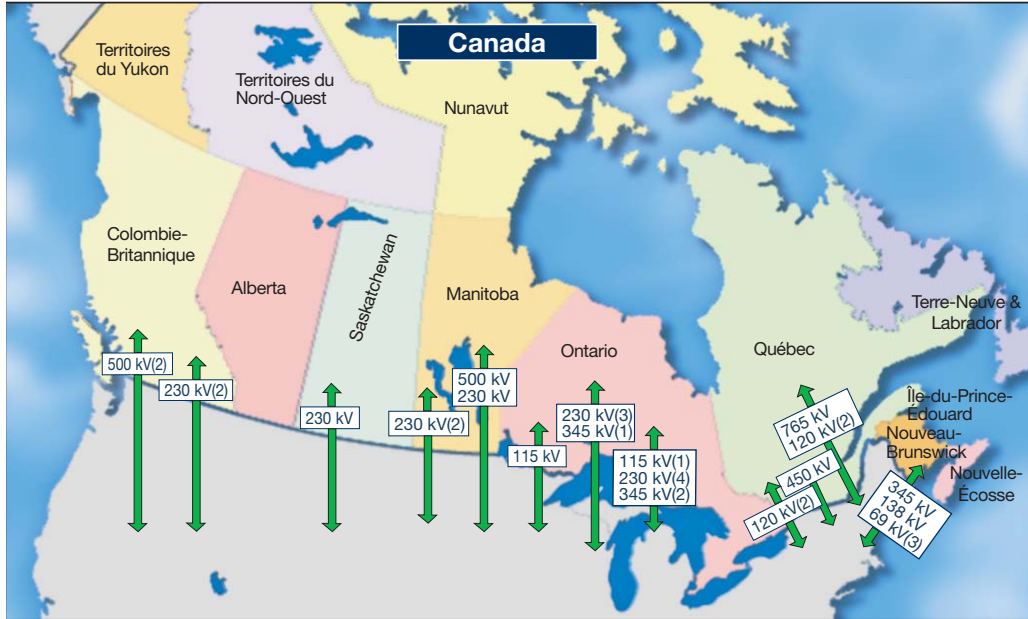 Canada
Territoires
du Yukon
Territoires du
Nord-Ouest
Nunavut
Colombie-
Britannique
Alberta
Saskatchewan
Manitoba
Ontario
Québec
Terre-Neuve &
Labrador
Île-du-Prince-
Édouard
Nouveau-
Brunswick
Nouvelle-
Écosse
500 kV(2)
230 kV(2)
230 kV
230 kV(2)
500 kV
230 kV
115 kV
230 kV(3)
345 kV(1)
115 kV(1)
230 kV(4)
345 kV(2)
765 kV
120 kV(2)
450 kV
120 kV(2)
345 kV
138 kV
69 kV(3)